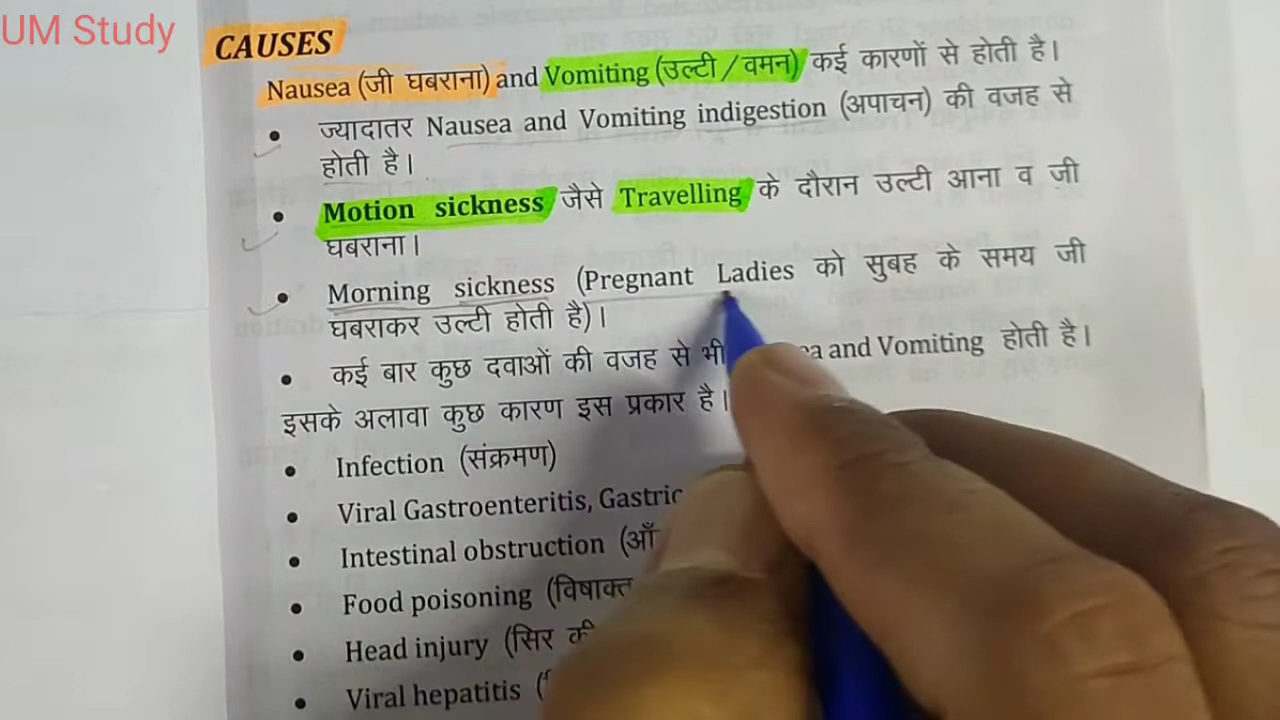 UM Study
CAUSES
Nausea (जी घबराना) and Vomiting (उल्टी / वमन) कई कारणों से होती है।
• ज्यादातर Nausea and Vomiting indigestion (अपाचन) की वजह से
होती है।
• Motion sickness जैसे Travelling के दौरान उल्टी आना व जी
घबराना।
• Morning sickness (Pregnant Ladies को सुबह के समय जी
घबराकर उल्टी होती है)।
• कई बार कुछ दवाओं की वजह से भी and Vomiting होती है।
इसके अलावा कुछ कारण इस प्रकार है।
• Infection (संक्रमण)
• Viral Gastroenteritis, Gastric
• Intestinal obstruction (
• Food poisoning (विषाक्त
• Head injury (सिर की
• Viral hepatitis (